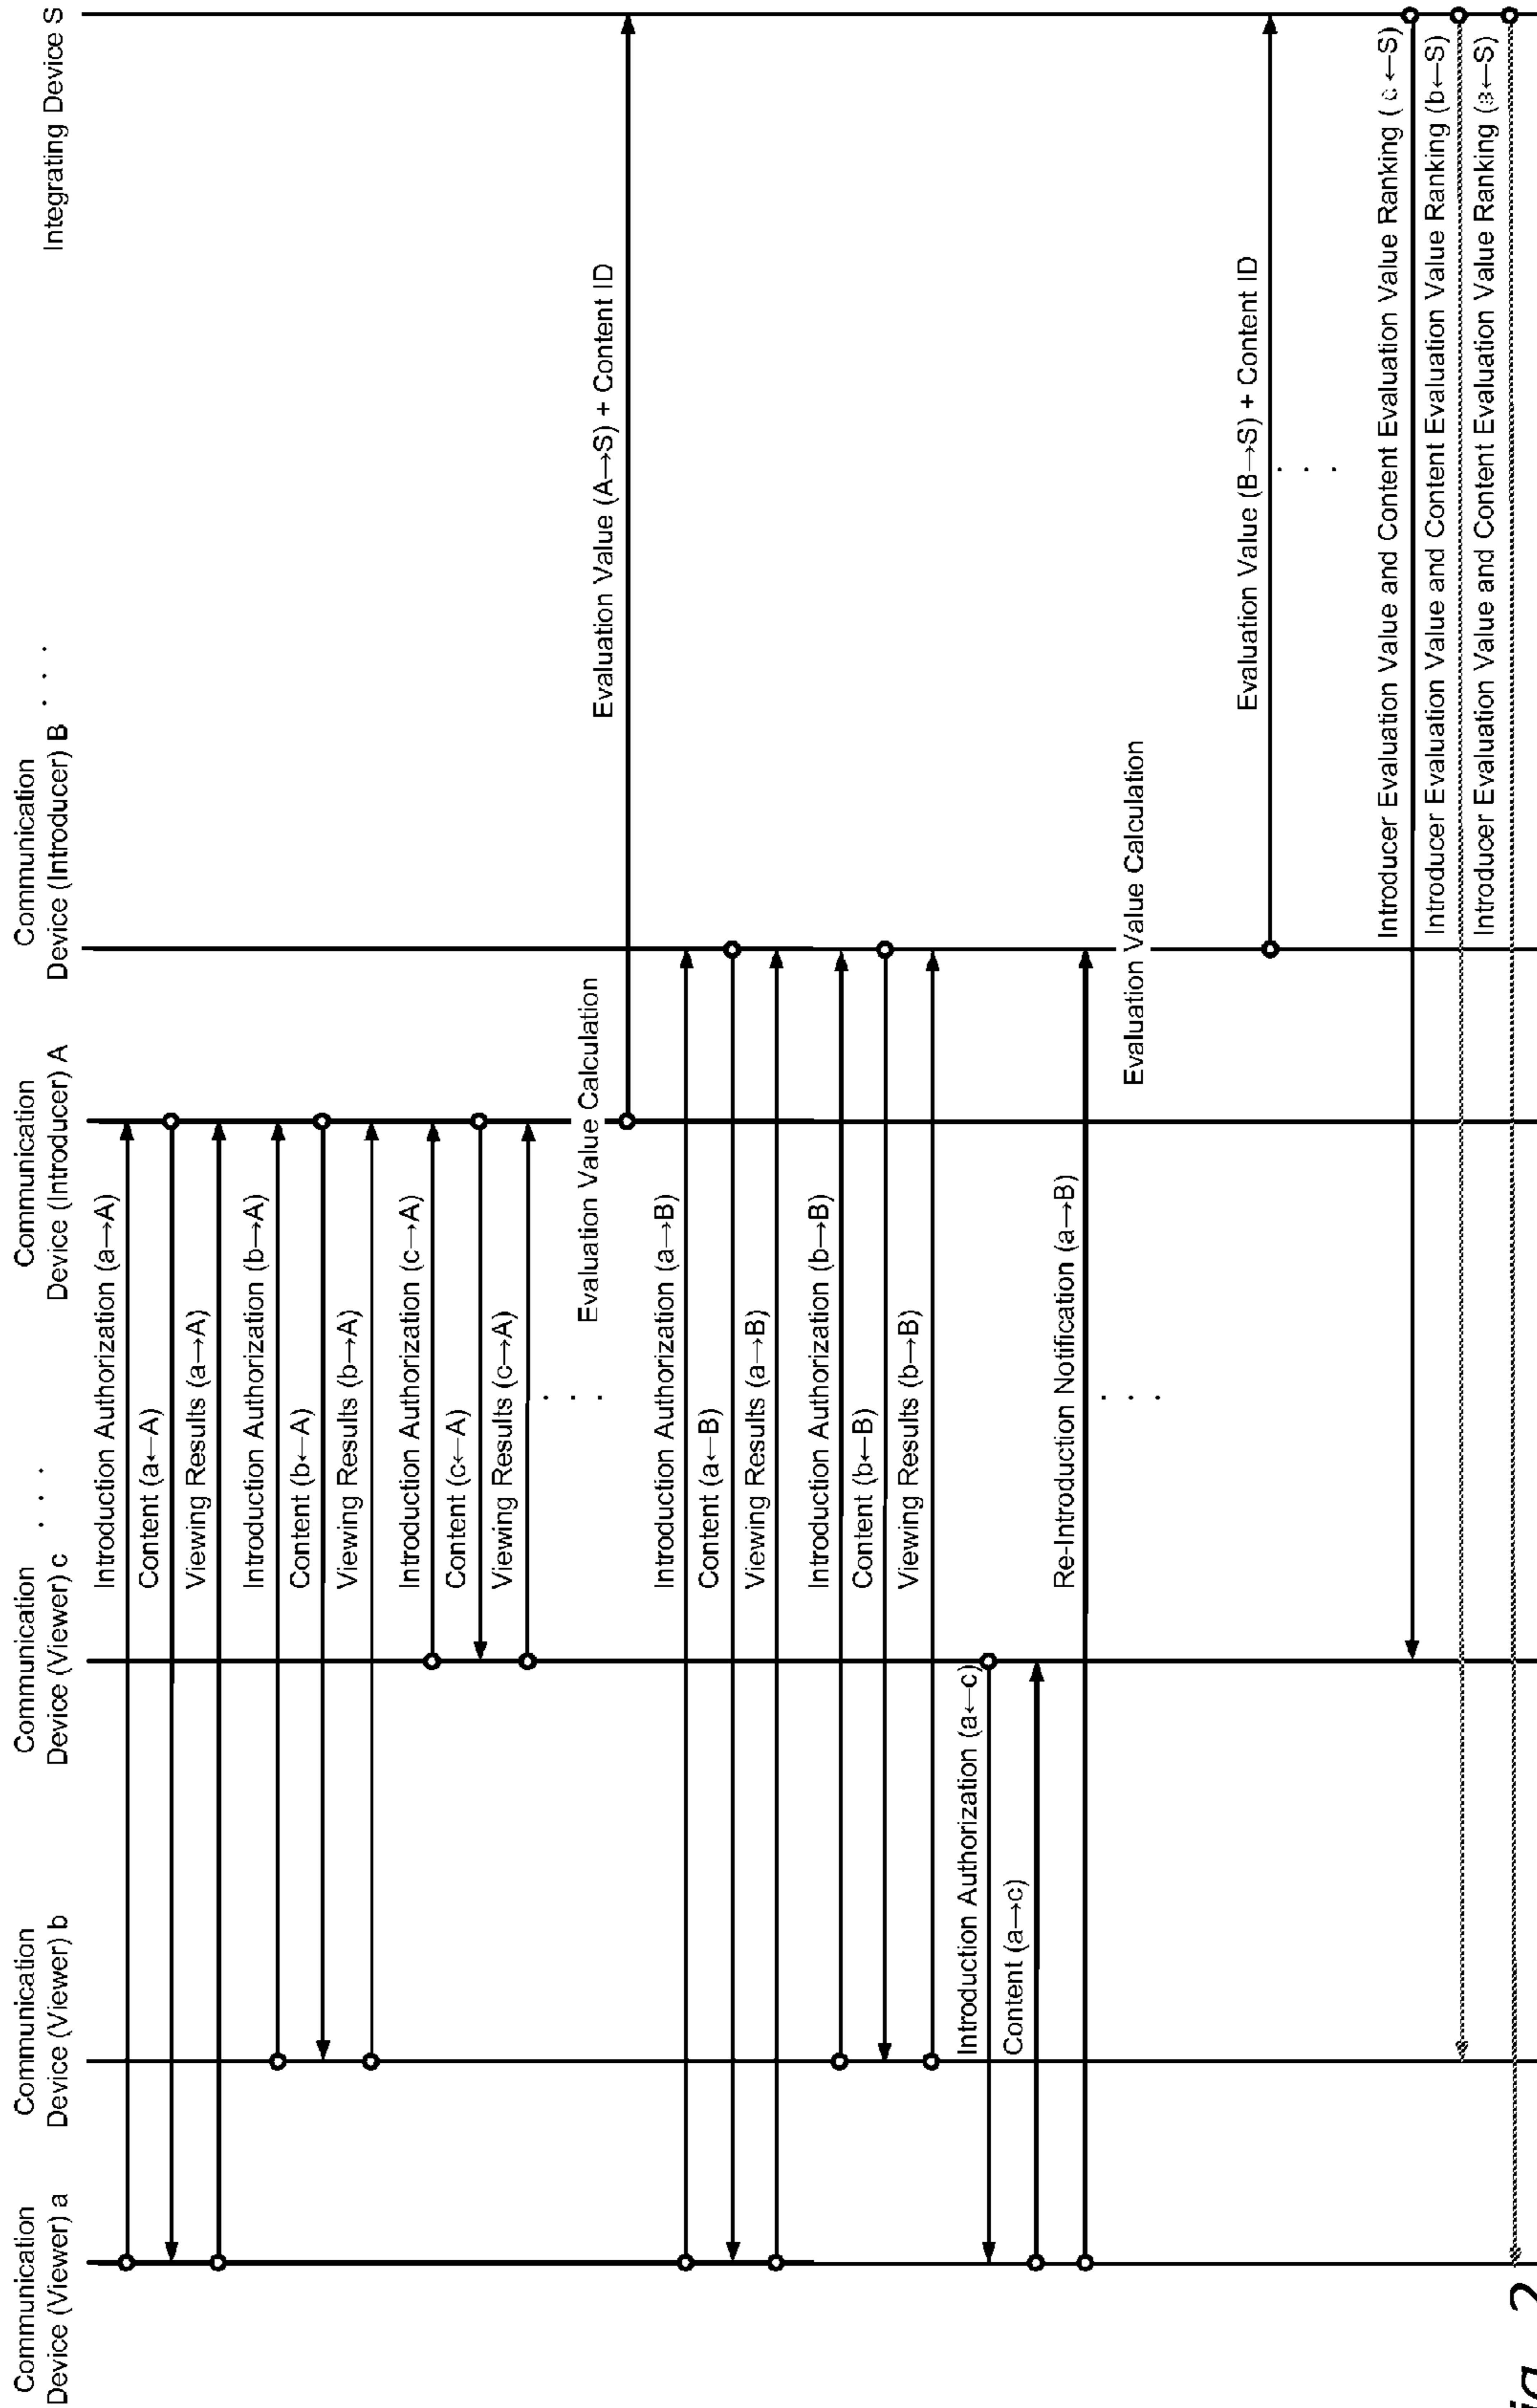 Communication
Device (Viewer) a
Communication
Device (Viewer) b
Communication
Device (Viewer) c
. . .
Communication
Device (Introducer) A
Communication
Device (Introducer) B
. . .
Integrating Device S
Introduction Authorization (a→A)
Content (a←A)
Viewing Results (a→A)
Introduction Authorization (b→A)
Content (b←A)
Viewing Results (b→A)
Introduction Authorization (c→A)
Content (c←A)
Viewing Results (c→A)
. . .
Evaluation Value Calculation
Evaluation Value (A→S) + Content ID
Introduction Authorization (a→B)
Content (a←B)
Viewing Results (a→B)
Introduction Authorization (b→B)
Content (b←B)
Viewing Results (b→B)
Introduction Authorization (a←c)
Content (a→c)
Re-Introduction Notification (a→B)
. . .
Evaluation Value Calculation
Evaluation Value (B→S) + Content ID
. . .
Introducer Evaluation Value and Content Evaluation Value Ranking (c←S)
Introducer Evaluation Value and Content Evaluation Value Ranking (b←S)
Introducer Evaluation Value and Content Evaluation Value Ranking (a←S)